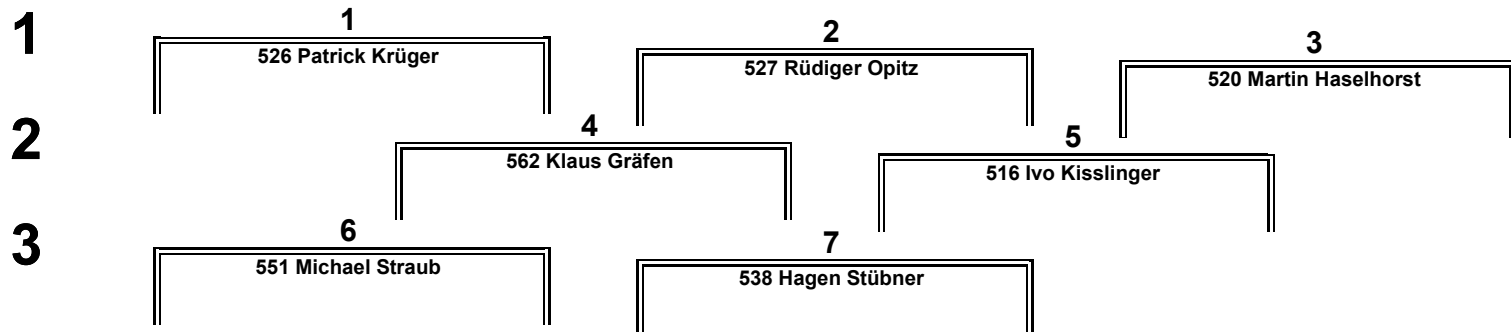 1
1
526 Patrick Krüger
2
527 Rüdiger Opitz
3
520 Martin Haselhorst
2
4
562 Klaus Gräfen
5
516 Ivo Kisslinger
3
6
551 Michael Straub
7
538 Hagen Stübner